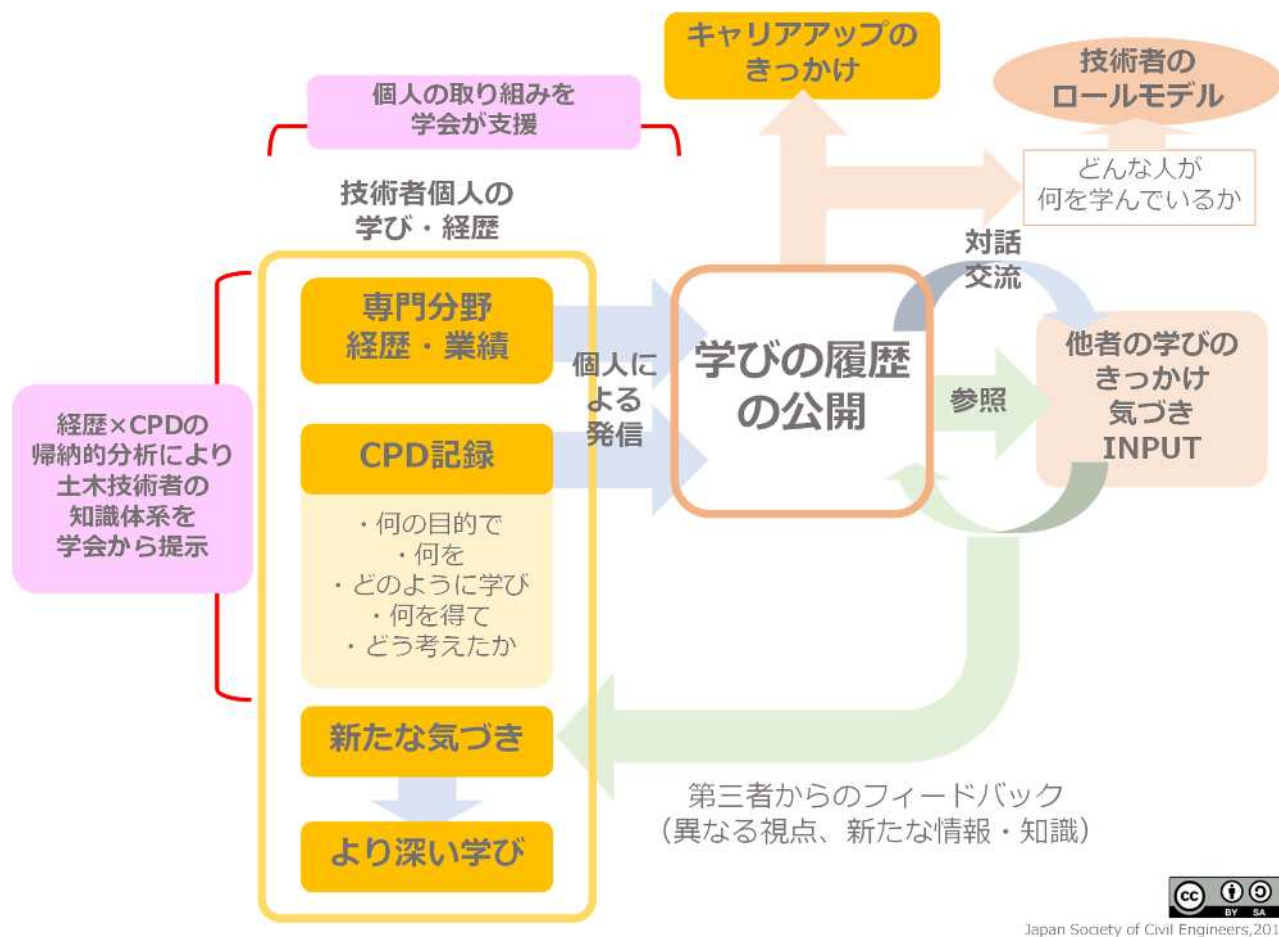 キャリアアップの
きっかけ
技術者の
ロールモデル
個人の取り組みを
学会が支援
どんな人が
何を学んでいるか
技術者個人の
学び・経歴
対話
交流
専門分野
経歴・業績
個人に
よる
発信
学びの履歴
の公開
参照
他者の学びの
きっかけ
気づき
INPUT
経歴×CPDの
帰納的分析により
土木技術者の
知識体系を
学会から提示
CPD記録
・何の目的で
・何を
・どのように学び
・何を得て
・どう考えたか
新たな気づき
より深い学び
第三者からのフィードバック
（異なる視点、新たな情報・知識）
cc
BY SA
Japan Society of Civil Engineers,201